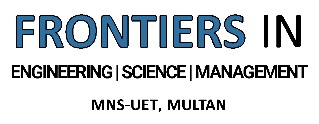 FRONTIERS IN
ENGINEERING | SCIENCE | MANAGEMENT
MNS-UET, MULTAN